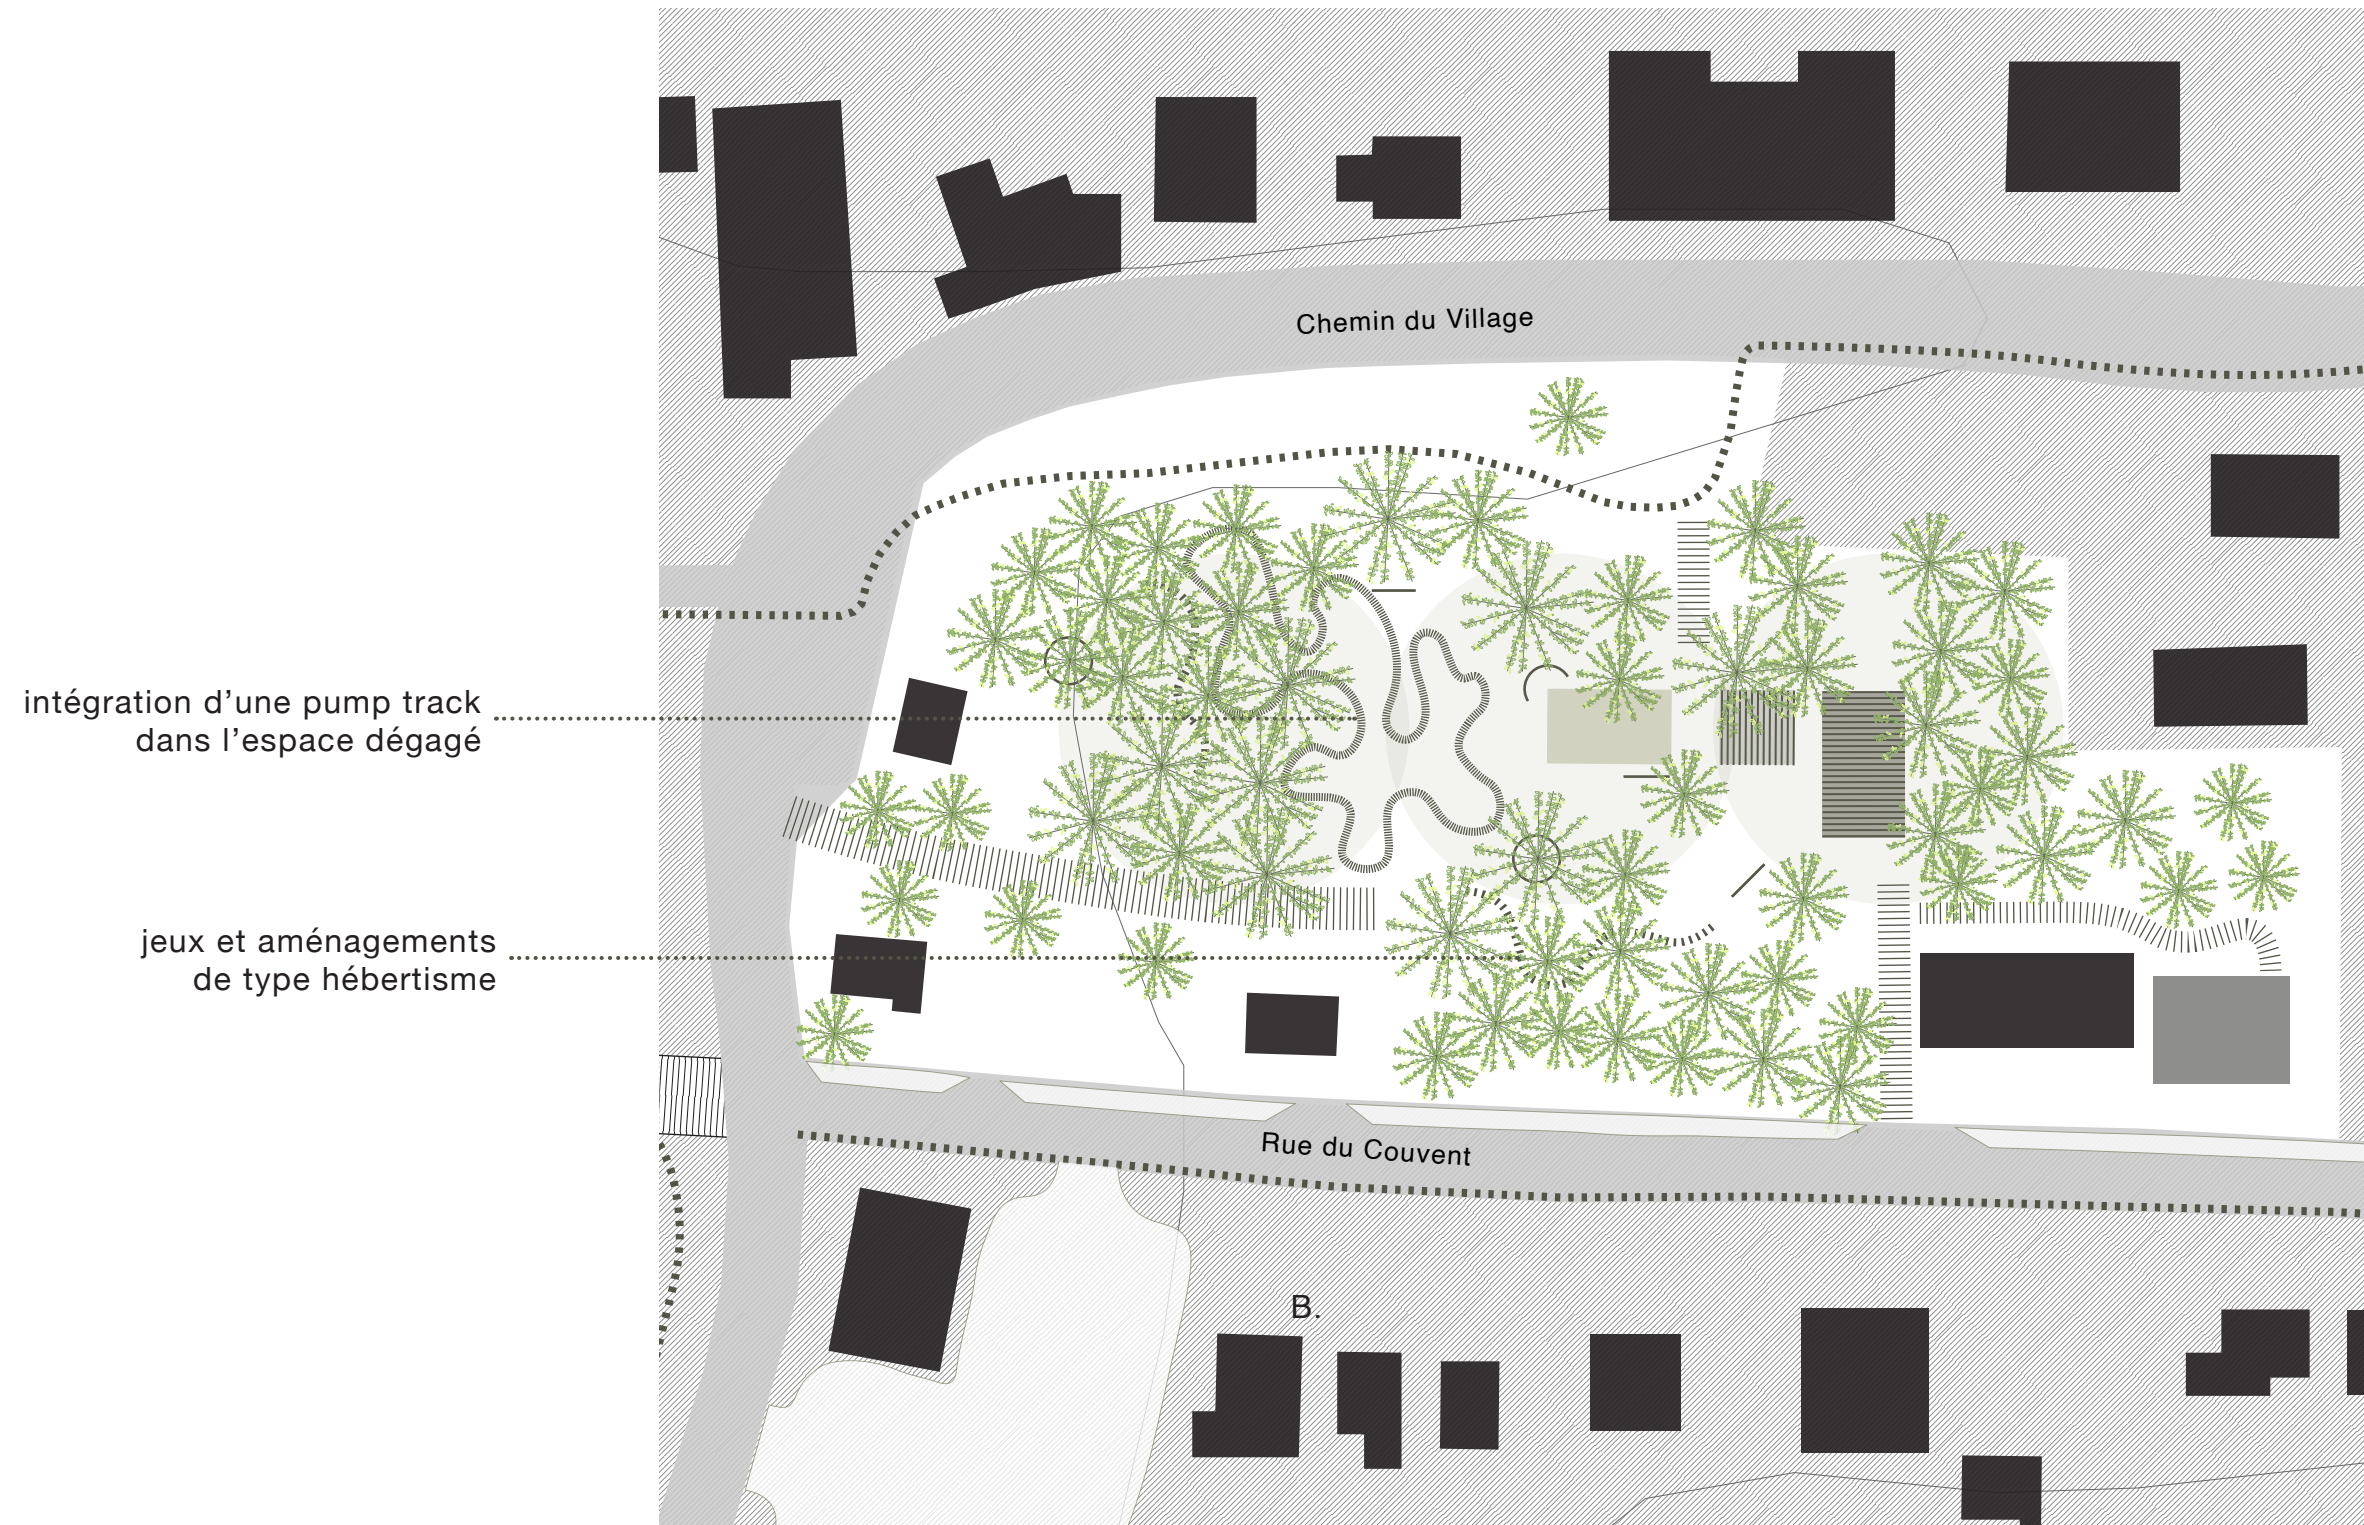 Chemin du Village
intégration d’une pump track
dans l’espace dégagé
jeux et aménagements
de type hébertisme
Rue du Couvent
B.